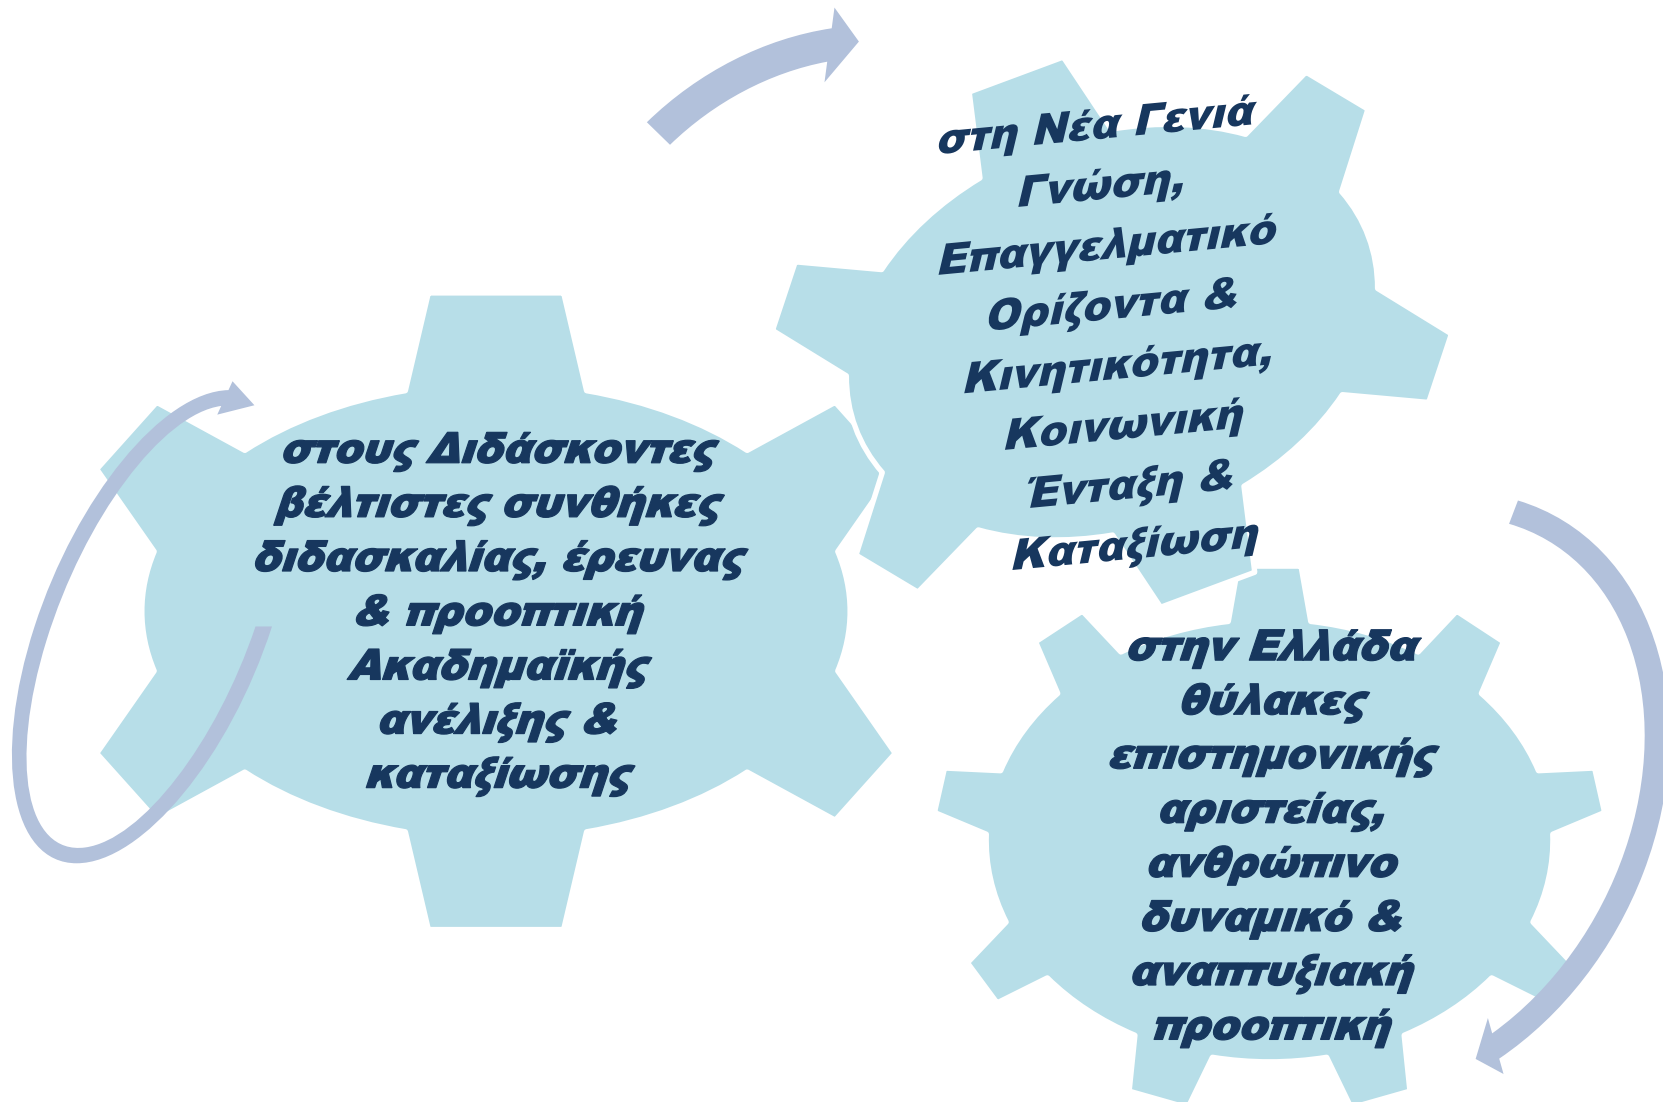 στη Νέα Γενιά
Γνώση,
Επαγγελματικό
Ορίζοντα &
Κινητικότητα,
Κοινωνική
Ένταξη &
Καταξίωση
στους Διδάσκοντες
βέλτιστες συνθήκες
διδασκαλίας, έρευνας
& προοπτική
Ακαδημαϊκής
ανέλιξης &
καταξίωσης
στην Ελλάδα
θύλακες
επιστημονικής
αριστείας,
ανθρώπινο
δυναμικό &
αναπτυξιακή
προοπτική